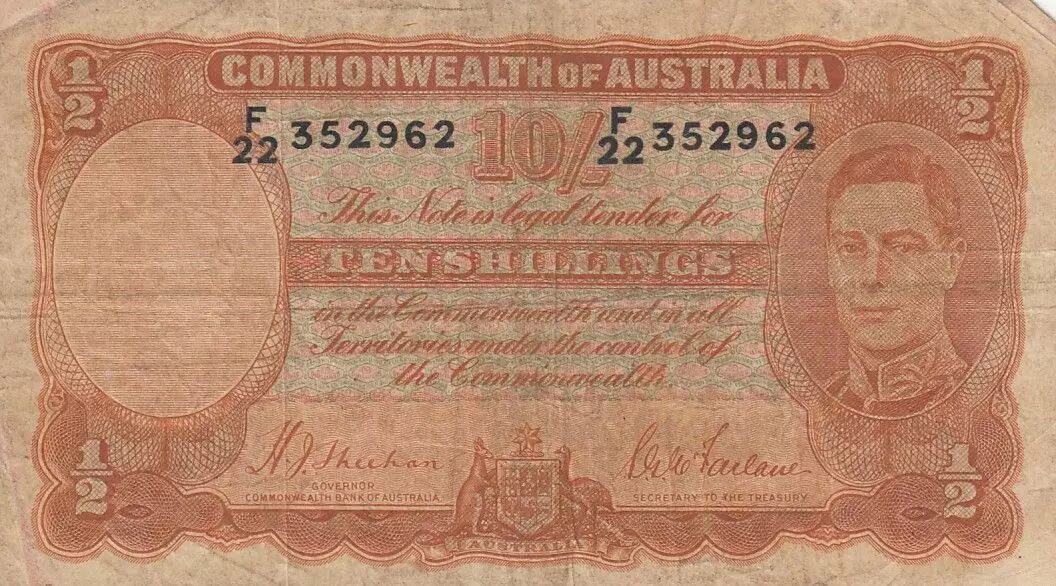 1/2
COMMONWEALTH OF AUSTRALIA
1/2
F/22 352962
10/-
F/22 352962
This Note is legal tender for
TEN SHILLINGS
in the Commonwealth and in all
Territories under the control of
the Commonwealth.
H. J. Sheehan
GOVERNOR
COMMONWEALTH BANK OF AUSTRALIA
McFarlane
SECRETARY TO THE TREASURY
1/2
1/2
AUSTRALIA